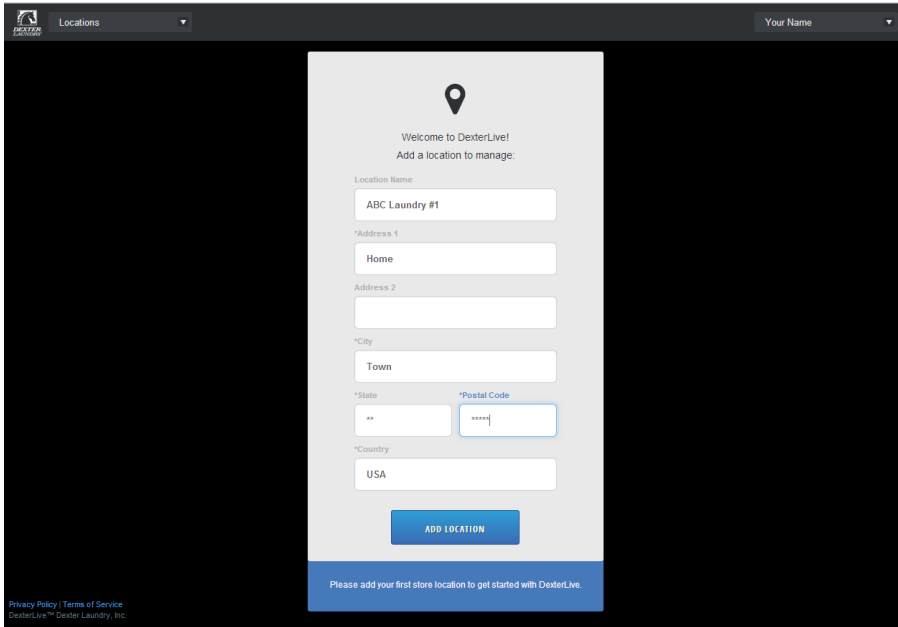 DEXTER
LAUNDRY
Locations
Your Name
Welcome to DexterLive!
Add a location to manage:
Location Name
ABC Laundry #1
*Address 1
Home
Address 2
*City
Town
*State *Postal Code
** *****
*Country
USA
ADD LOCATION
Please add your first store location to get started with DexterLive.
Privacy Policy | Terms of Service
DexterLive™ Dexter Laundry, Inc.